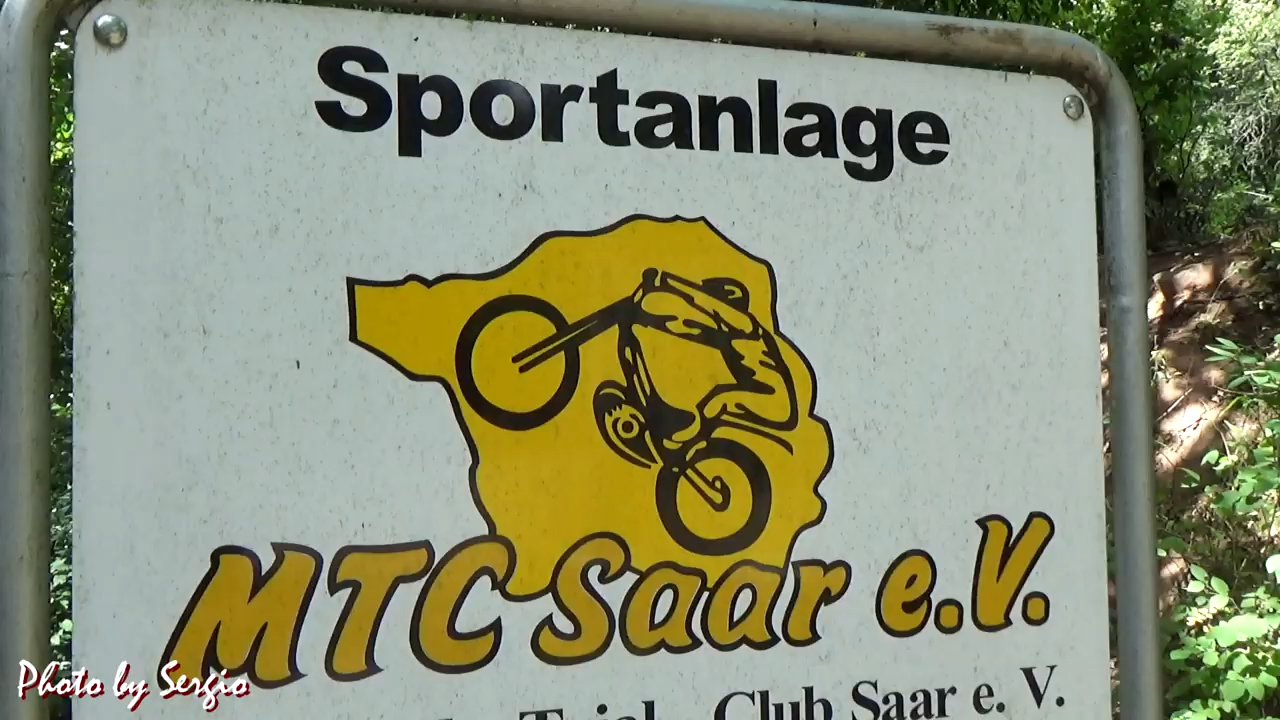 Sportanlage
MTC Saar e.V.
Club Saar e. V.
Photo by Sergio